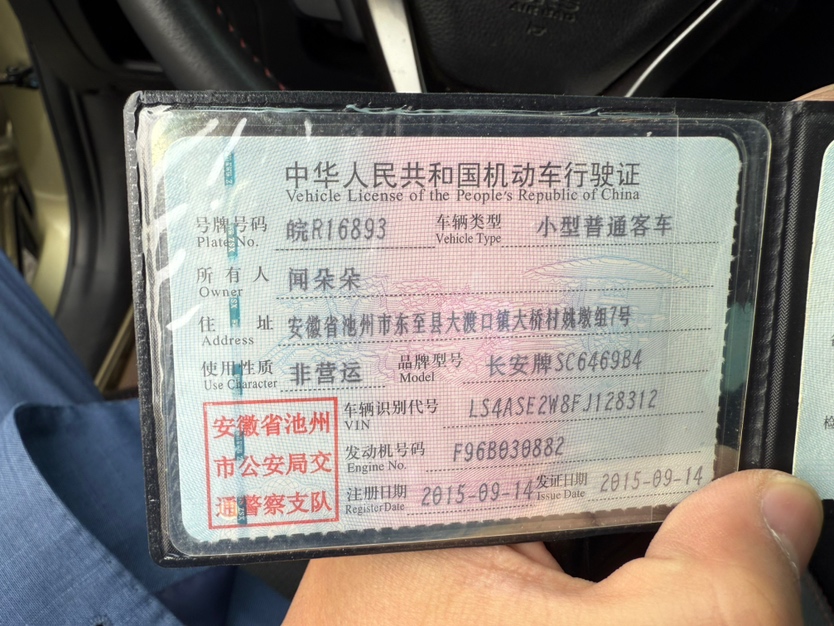 中华人民共和国机动车行驶证
Vehicle License of the People's Republic of China
号牌号码 皖R16893 车辆类型 小型普通客车
Plate No. Vehicle Type
所有人 闻朵朵
Owner
住址 安徽省池州市东至县大渡口镇大桥村姚墩组7号
Address
使用性质 非营运 品牌型号 长安牌SC6469B4
Use Character Model
安徽省池州
市公安局交
通警察支队
车辆识别代号 LS4ASE2W8FJ128312
VIN
发动机号码 F96B030882
Engine No.
注册日期 2015-09-14 发证日期 2015-09-14
Register Date Issue Date